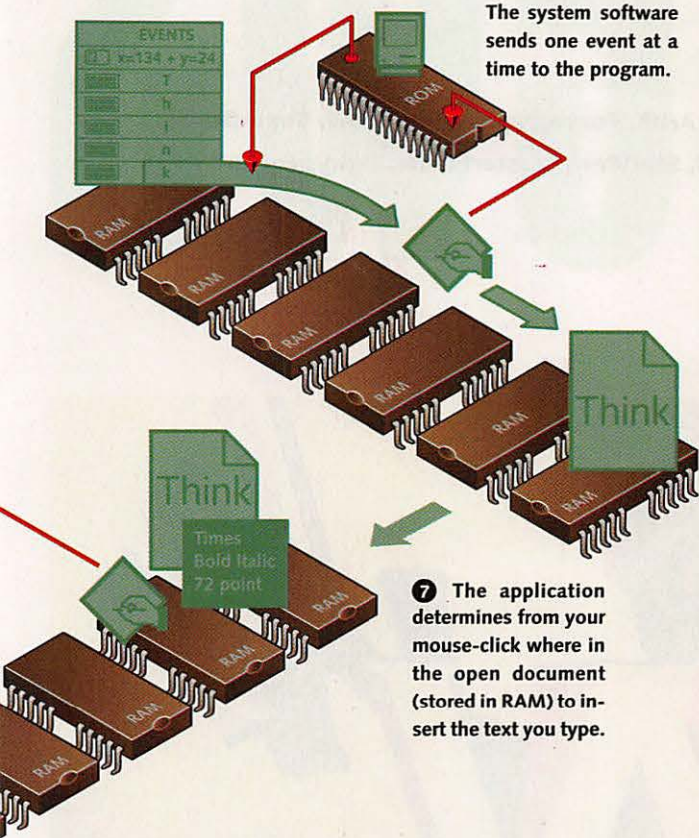 The system software
sends one event at a
time to the program.
EVENTS
x=134 + y=24
T
h
i
n
k
ROM
RAM
RAM
RAM
RAM
RAM
RAM
Think
Think
Times
Bold Italic
72 point
RAM
RAM
RAM
RAM
7 The application
determines from your
mouse-click where in
the open document
(stored in RAM) to in-
sert the text you type.